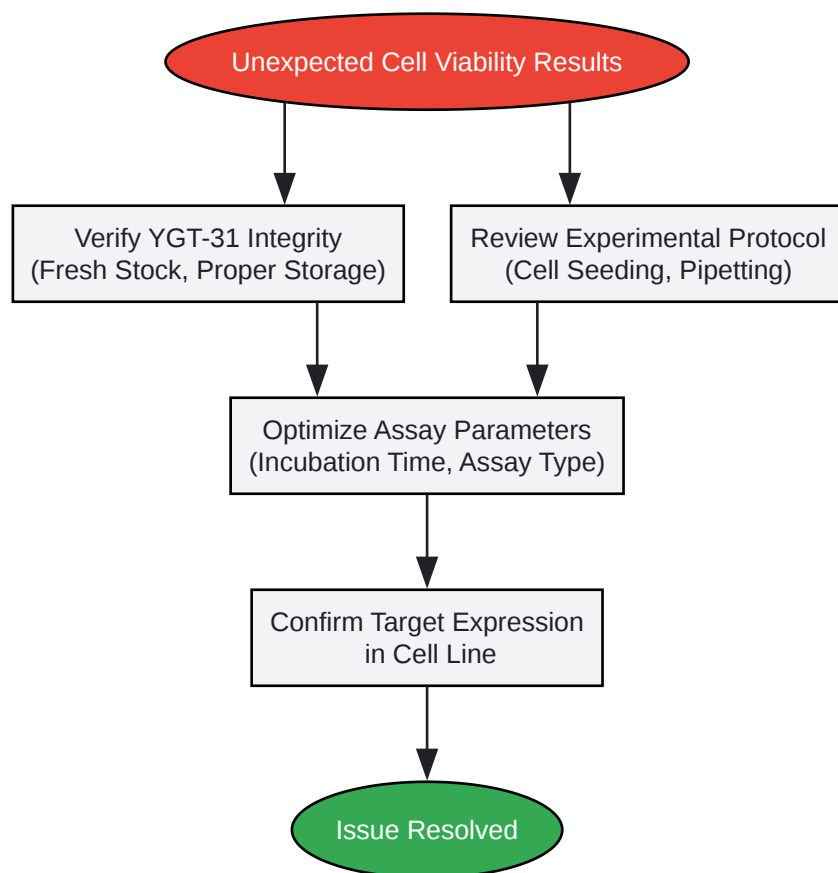 Unexpected Cell Viability Results
Verify YGT-31 Integrity
(Fresh Stock, Proper Storage)
Review Experimental Protocol
(Cell Seeding, Pipetting)
Optimize Assay Parameters
(Incubation Time, Assay Type)
Confirm Target Expression
in Cell Line
Issue Resolved